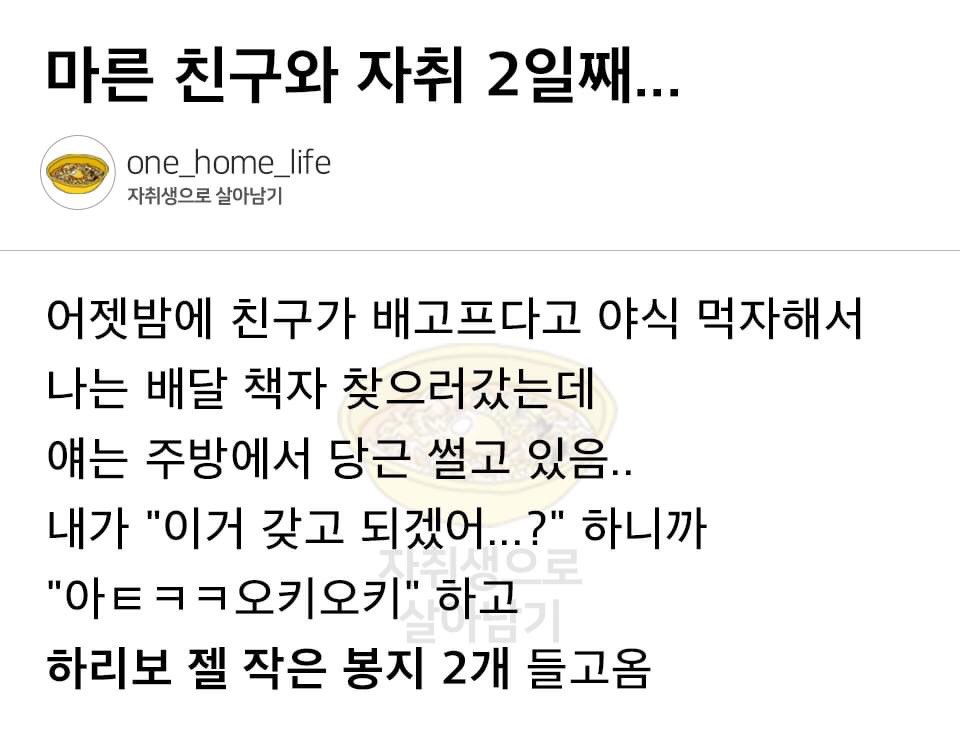 마른 친구와 자취 2일째...
one_home_life
자취생으로 살아남기
어젯밤에 친구가 배고프다고 야식 먹자해서
나는 배달 책자 찾으러갔는데
얘는 주방에서 당근 썰고 있음..
내가 "이거 갖고 되겠어...?" 하니까
"아ㅌㅋㅋ오키오키" 하고
하리보 젤 작은 봉지 2개 들고옴
자취생으로
살아남기